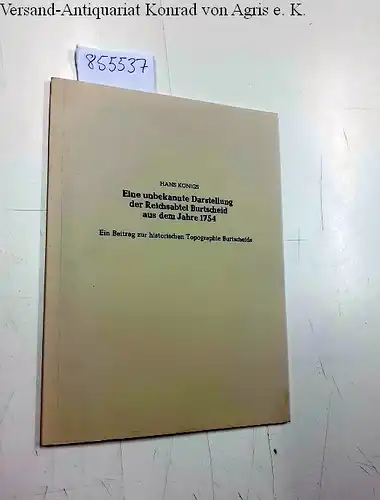 Versand-Antiquariat Konrad von Agris e. K.
855537
HANS KÖNIGS
Eine unbekannte Darstellung
der Reichsabtei Burtscheid
aus dem Jahre 1754
Ein Beitrag zur historischen Topographie Burtscheids